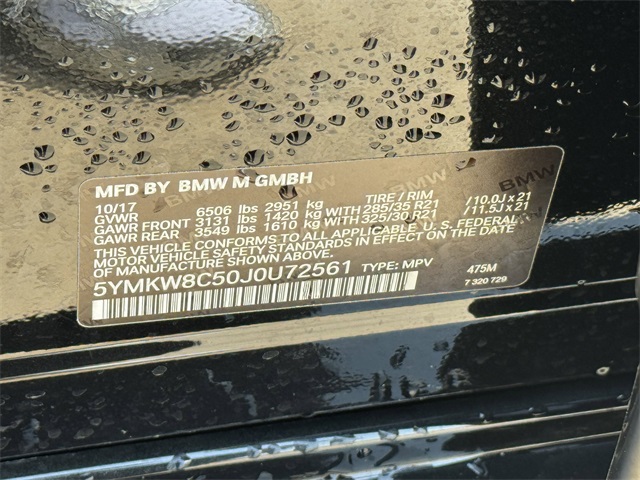 MFD BY BMW M GMBH
10/17 TIRE / RIM
GVWR 6506 lbs 2951 kg
GAWR FRONT 3131 lbs 1420 kg WITH 285/35 R21 / 10.0J x 21
GAWR REAR 3549 lbs 1610 kg WITH 325/30 R21 / 11.5J x 21
THIS VEHICLE CONFORMS TO ALL APPLICABLE U. S. FEDERAL
MOTOR VEHICLE SAFETY STANDARDS IN EFFECT ON THE DATE
OF MANUFACTURE SHOWN ABOVE.
5YMKW8C50J0U72561 TYPE: MPV 475M
7 320 729